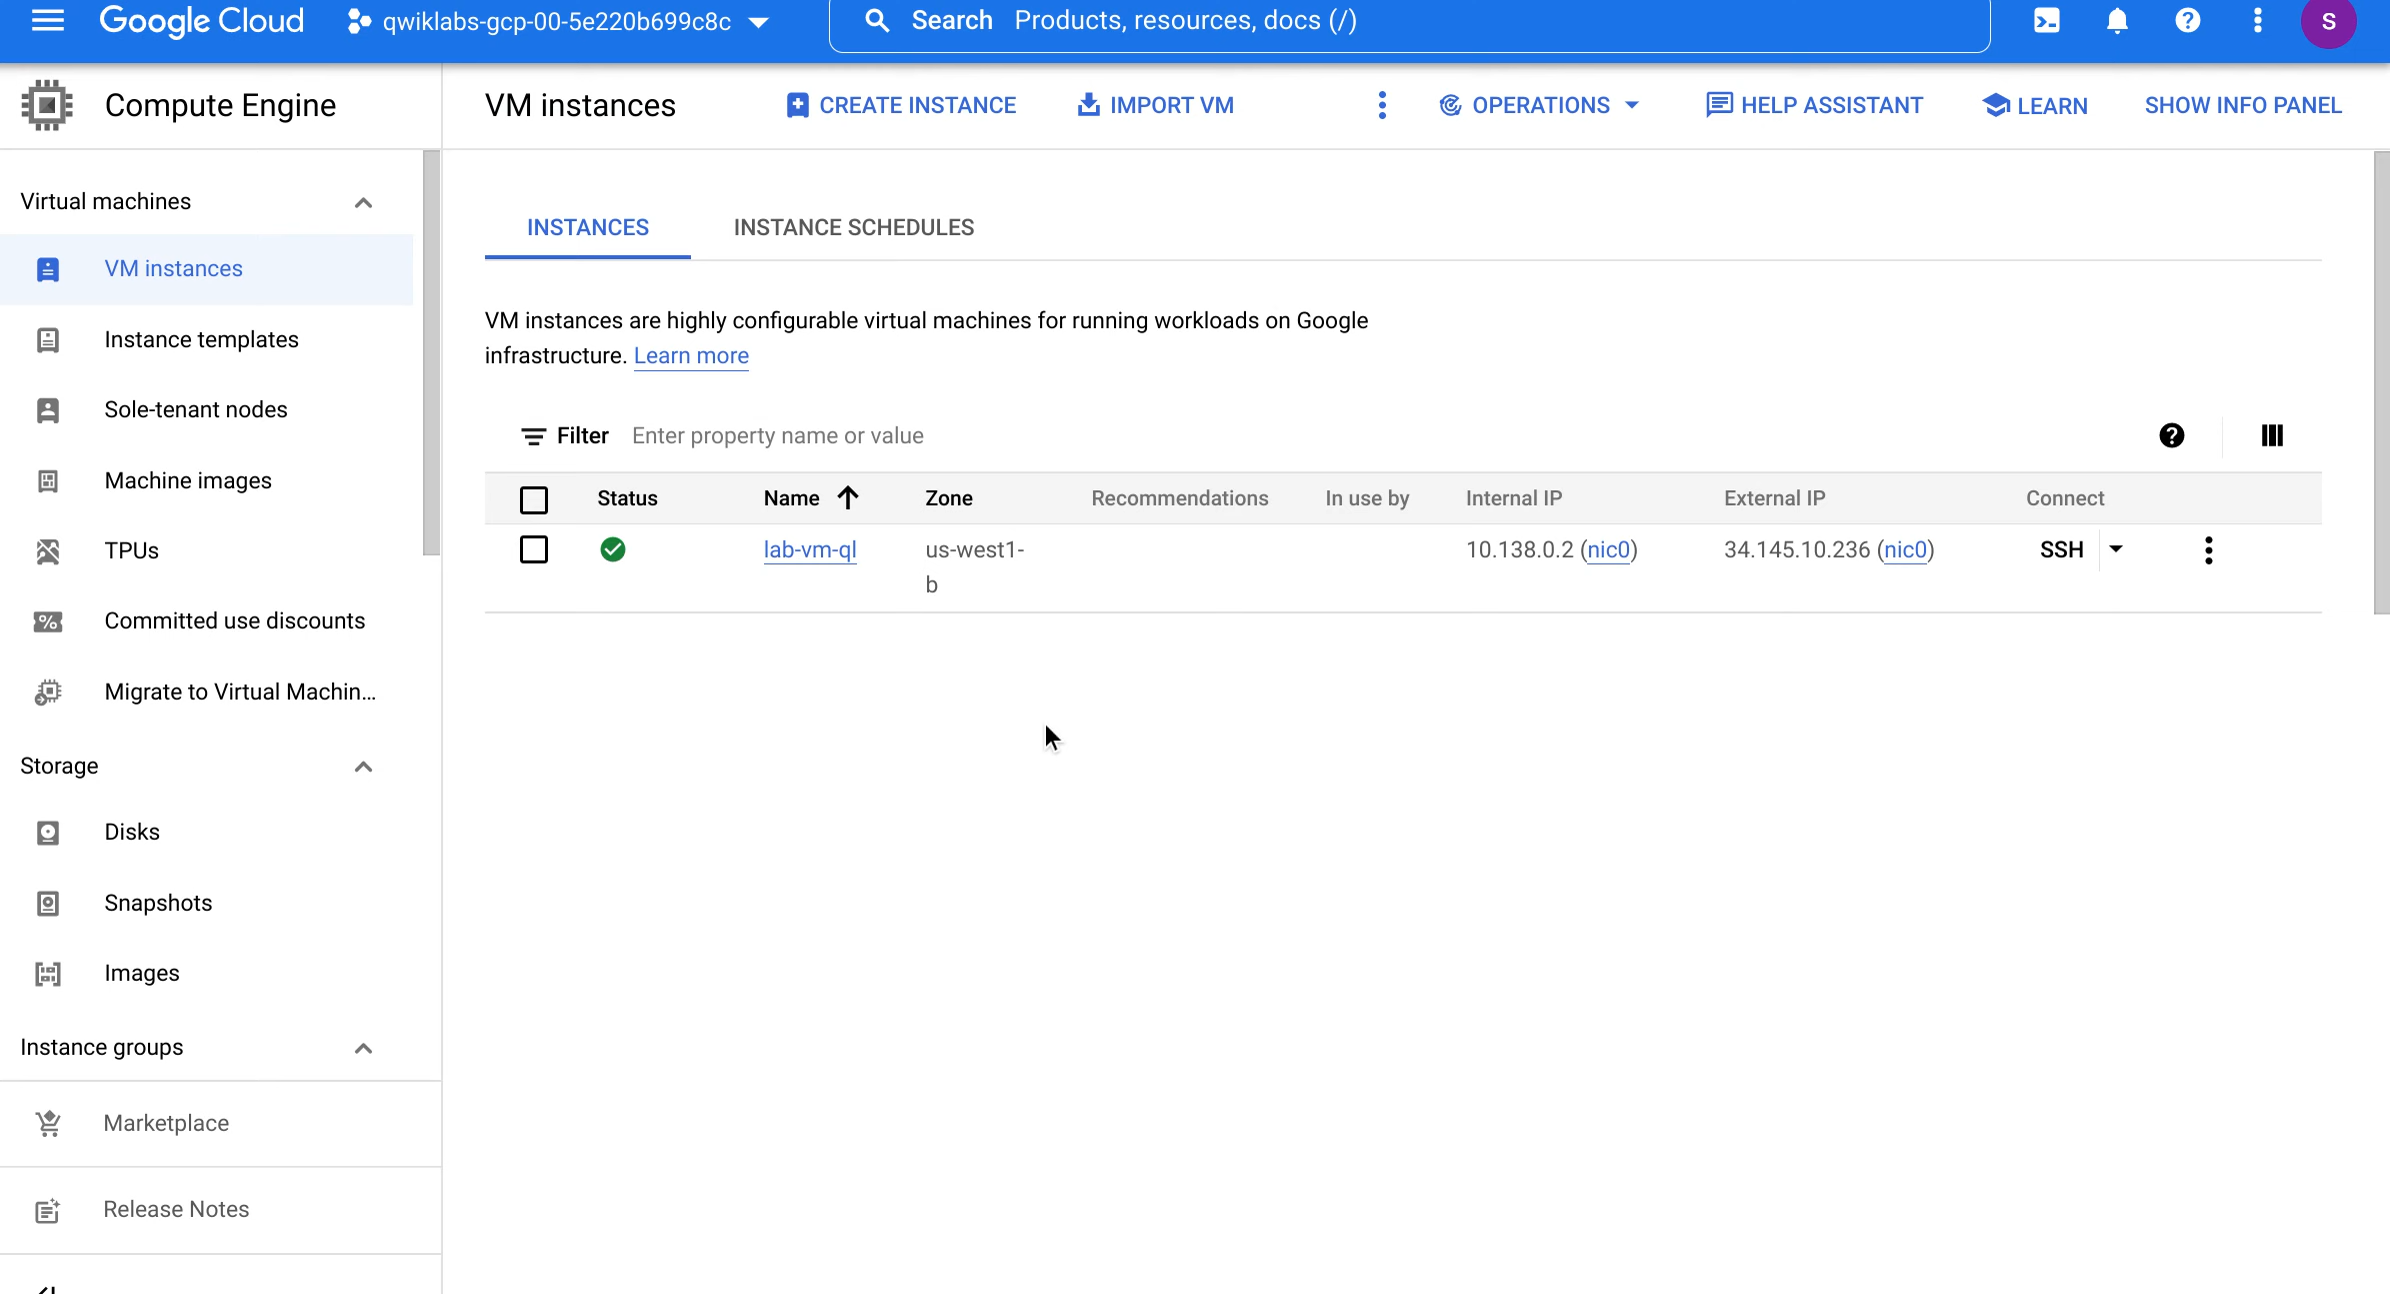 Google Cloud
qwiklabs-gcp-00-5e220b699c8c
Search Products, resources, docs (/)
S
Compute Engine
VM instances
CREATE INSTANCE
IMPORT VM
OPERATIONS
HELP ASSISTANT
LEARN
SHOW INFO PANEL
Virtual machines
VM instances
Instance templates
Sole-tenant nodes
Machine images
TPUs
Committed use discounts
Migrate to Virtual Machin...
Storage
Disks
Snapshots
Images
Instance groups
Marketplace
Release Notes
INSTANCES
INSTANCE SCHEDULES
VM instances are highly configurable virtual machines for running workloads on Google
infrastructure. Learn more
Filter Enter property name or value
Status Name Zone Recommendations In use by Internal IP External IP Connect
lab-vm-ql us-west1- 10.138.0.2 (nic0) 34.145.10.236 (nic0) SSH
b